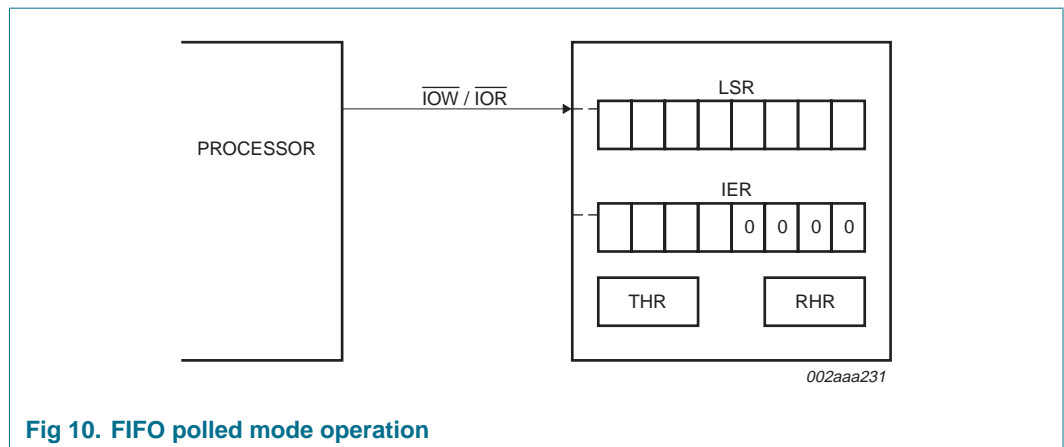 IOW / IOR
LSR
PROCESSOR
IER
0 0 0 0
THR RHR
002aaa231
Fig 10. FIFO polled mode operation